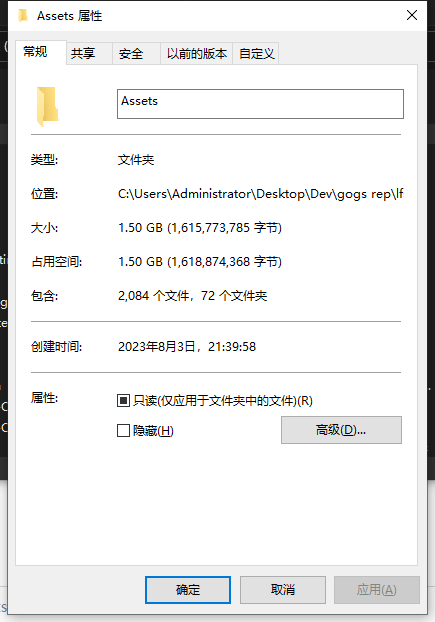 Assets 属性
常规 共享 安全 以前的版本 自定义
Assets
类型: 文件夹
位置: C:\Users\Administrator\Desktop\Dev\gogs rep\lf
大小: 1.50 GB (1,615,773,785 字节)
占用空间: 1.50 GB (1,618,874,368 字节)
包含: 2,084 个文件，72 个文件夹
创建时间: 2023年8月3日，21:39:58
属性: 只读(仅应用于文件夹中的文件)(R)
隐藏(H)
高级(D)...
确定 取消 应用(A)